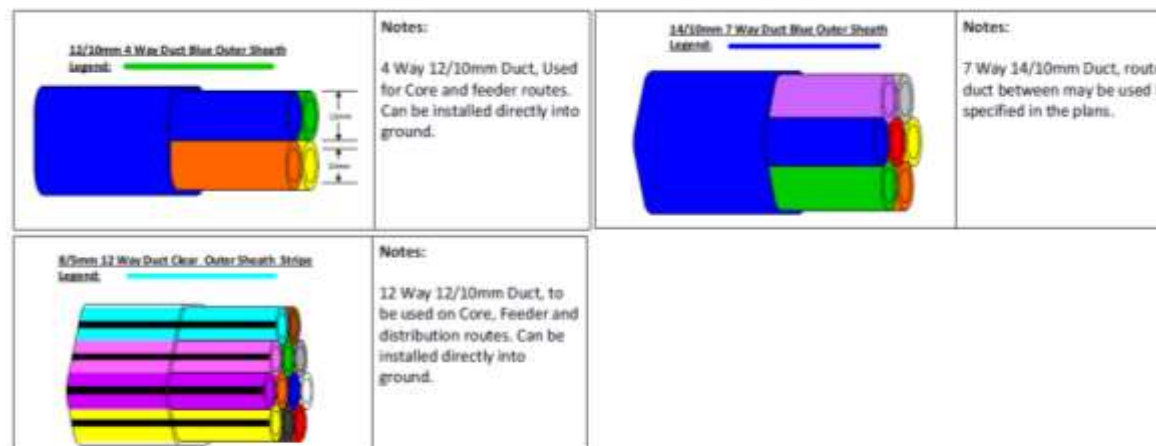 12/10mm 4 Way Duct Blue Outer Sheath
Legend:
12mm
Notes:
4 Way 12/10mm Duct, Used
for Core and feeder routes.
Can be installed directly into
ground.
14/10mm 7 Way Duct Blue Outer Sheath
Legend:
Notes:
7 Way 14/10mm Duct, route
duct between may be used
specified in the plans.
8/5mm 12 Way Duct Clear Outer Sheath Stripe
Legend:
Notes:
12 Way 12/10mm Duct, to
be used on Core, Feeder and
distribution routes. Can be
installed directly into
ground.